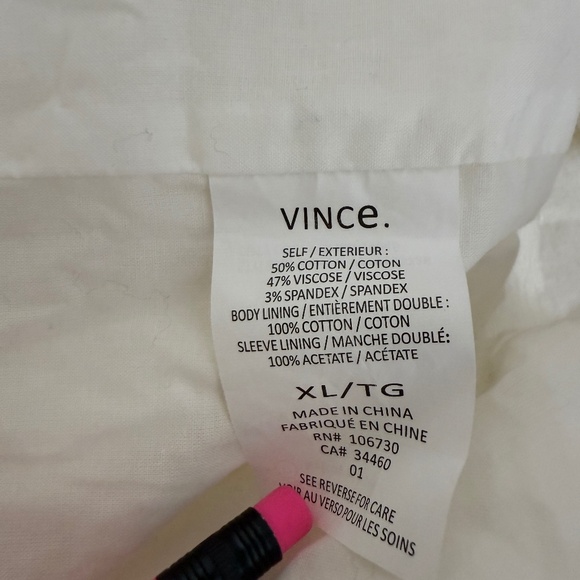 VINCe.
SELF / EXTERIEUR :
50% COTTON / COTON
47% VISCOSE / VISCOSE
3% SPANDEX / SPANDEX
BODY LINING / ENTIÈREMENT DOUBLE :
100% COTTON / COTON
SLEEVE LINING / MANCHE DOUBLÉ:
100% ACETATE / ACÉTATE
XL/TG
MADE IN CHINA
FABRIQUÉ EN CHINE
RN# 106730
CA# 34460
01
SEE REVERSE FOR CARE
VOIR AU VERSO POUR LES SOINS